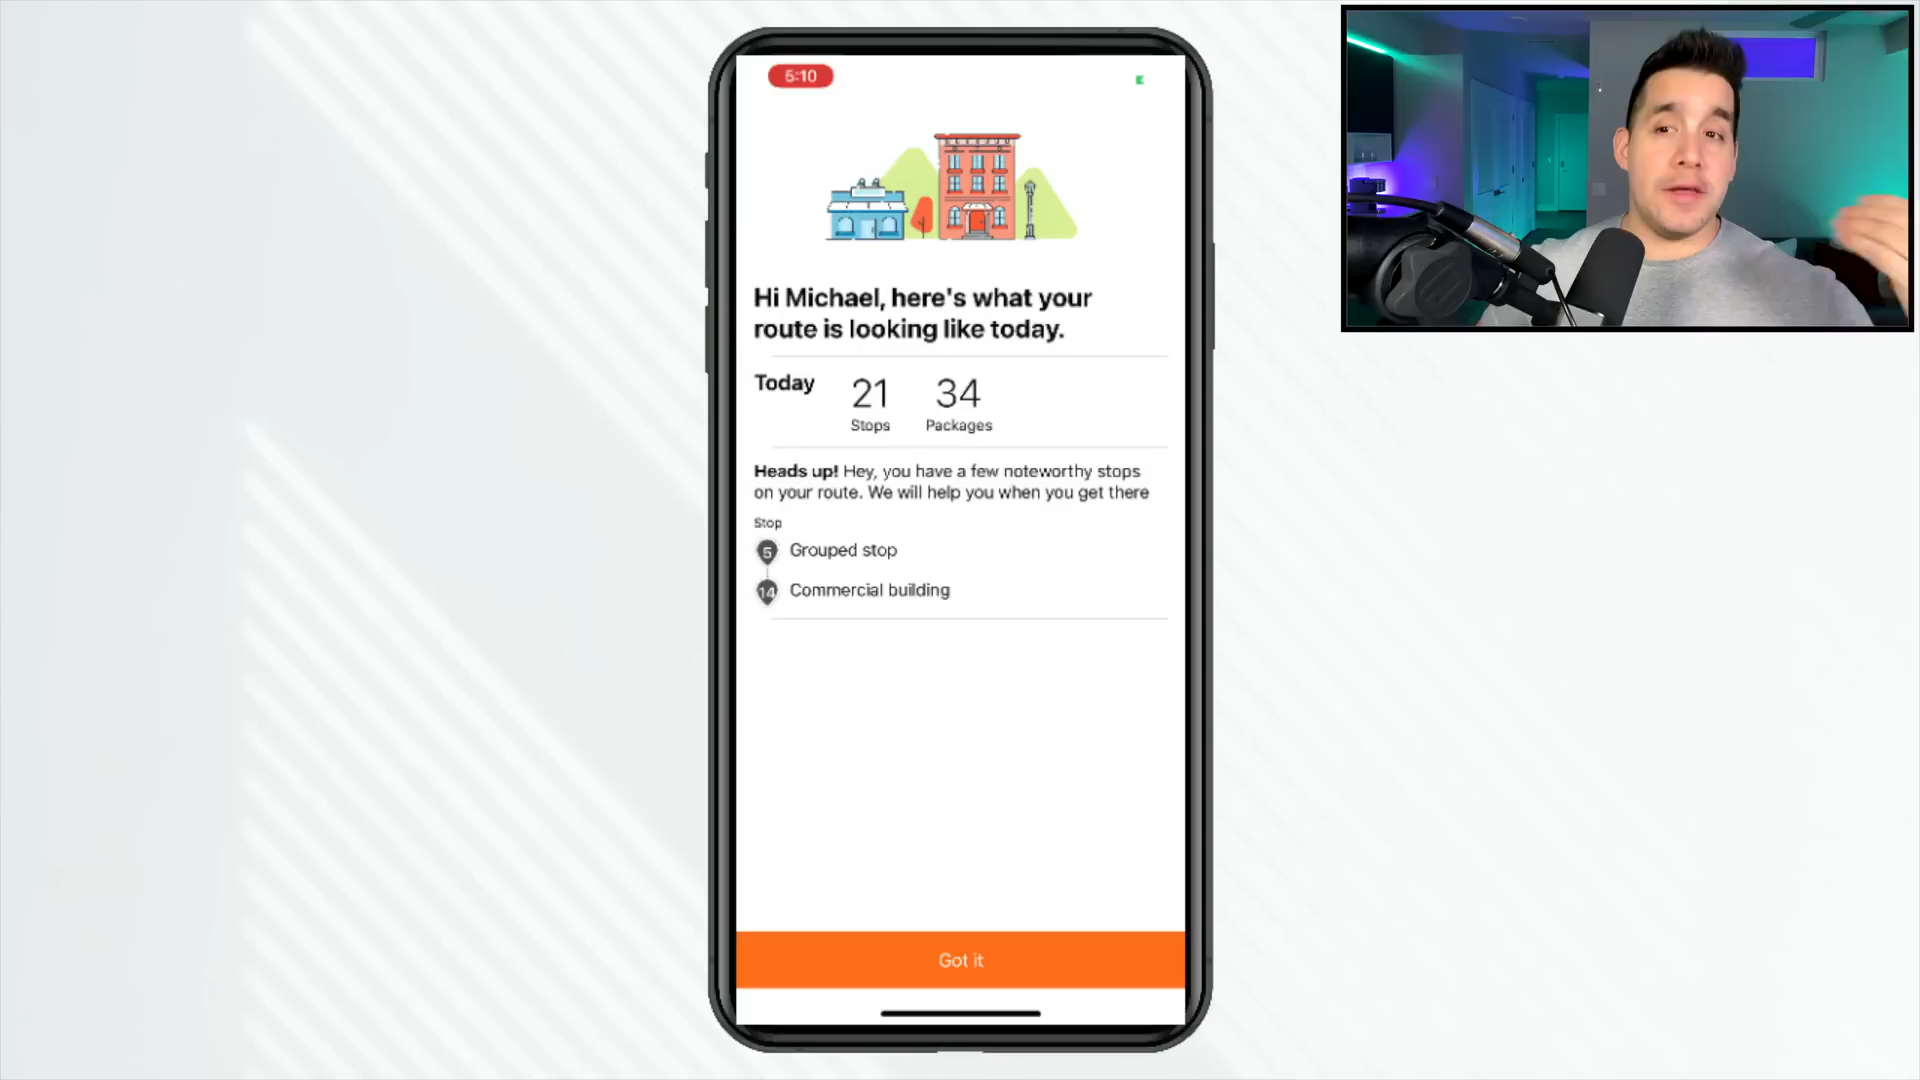 5:10
Hi Michael, here's what your
route is looking like today.
Today
21
34
Stops
Packages
Heads up! Hey, you have a few noteworthy stops
on your route. We will help you when you get there
Stop
5 Grouped stop
14 Commercial building
Got it